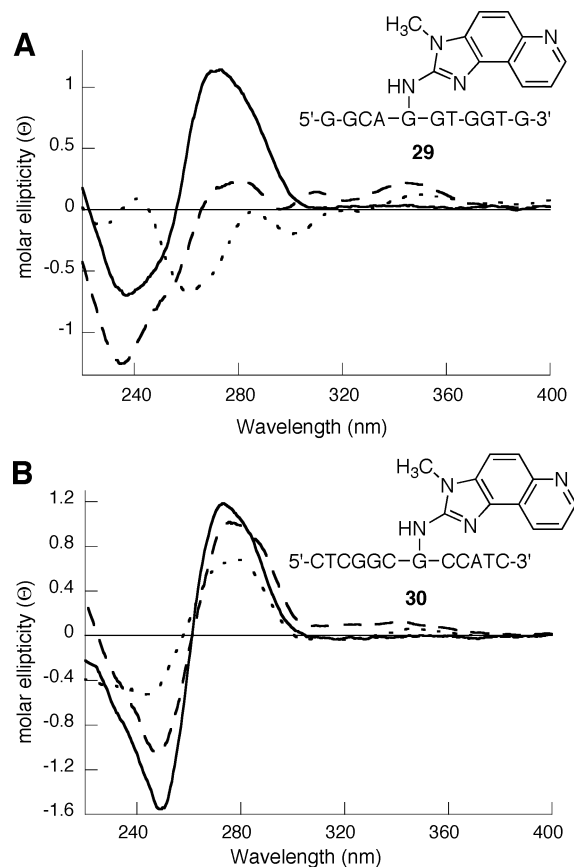 A
H₃C
N
N
N
HN
5'-G-GCA-G-GT-GGT-G-3'
29
molar ellipticity (Θ)
1
0.5
0
-0.5
-1
240 280 320 360 400
Wavelength (nm)
B
H₃C
N
N
N
HN
5'-CTCGGC-G-CCATC-3'
30
molar ellipticity (Θ)
1.2
0.8
0.4
0
-0.4
-0.8
-1.2
-1.6
240 280 320 360 400
Wavelength (nm)